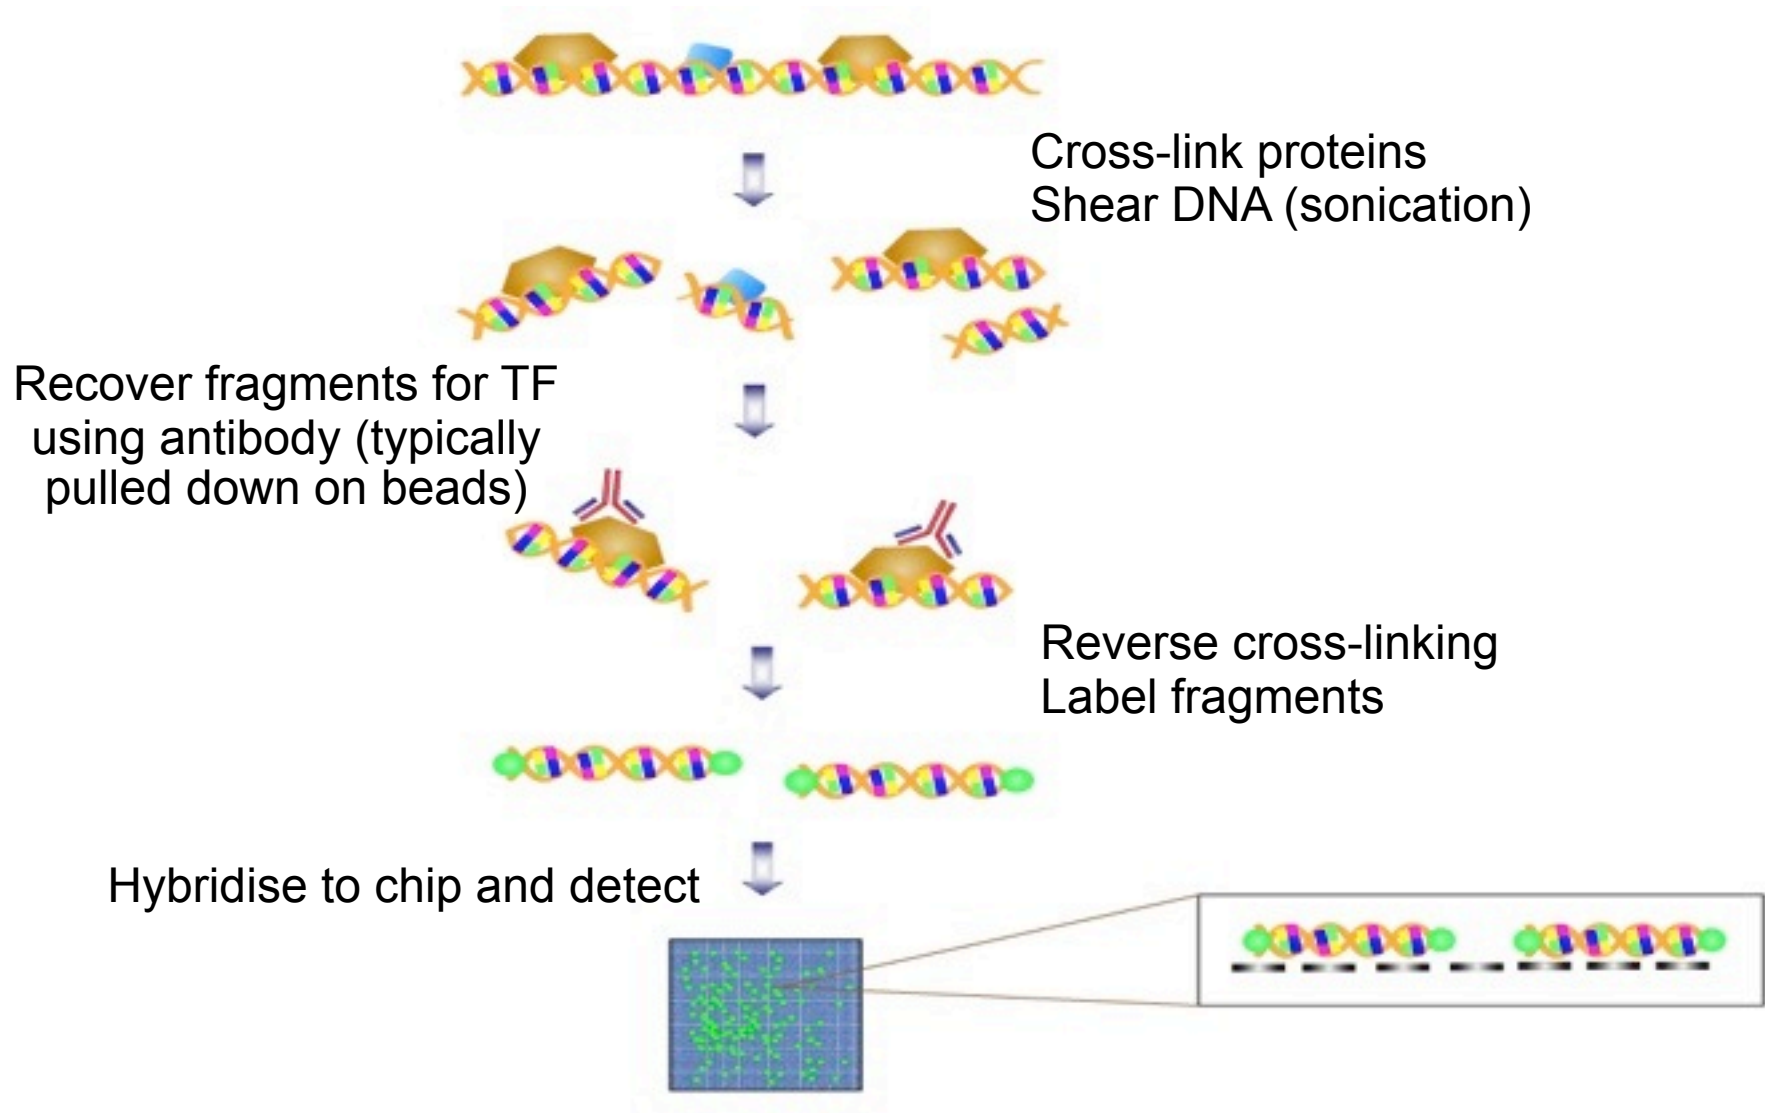 Cross-link proteins
Shear DNA (sonication)
Recover fragments for TF
using antibody (typically
pulled down on beads)
Reverse cross-linking
Label fragments
Hybridise to chip and detect